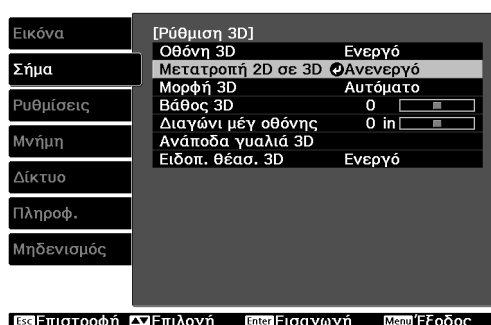 Εικόνα
Σήμα
Ρυθμίσεις
Μνήμη
Δίκτυο
Πληροφ.
Μηδενισμός
[Ρύθμιση 3D]
Οθόνη 3D Ενεργό
Μετατροπή 2D σε 3D Ανενεργό
Μορφή 3D Αυτόματο
Βάθος 3D 0
Διαγώνι μέγ οθόνης 0 in
Ανάποδα γυαλιά 3D
Ειδοπ. θέασ. 3D Ενεργό
Esc Επιστροφή Επιλογή Enter Εισαγωγή Menu Έξοδος